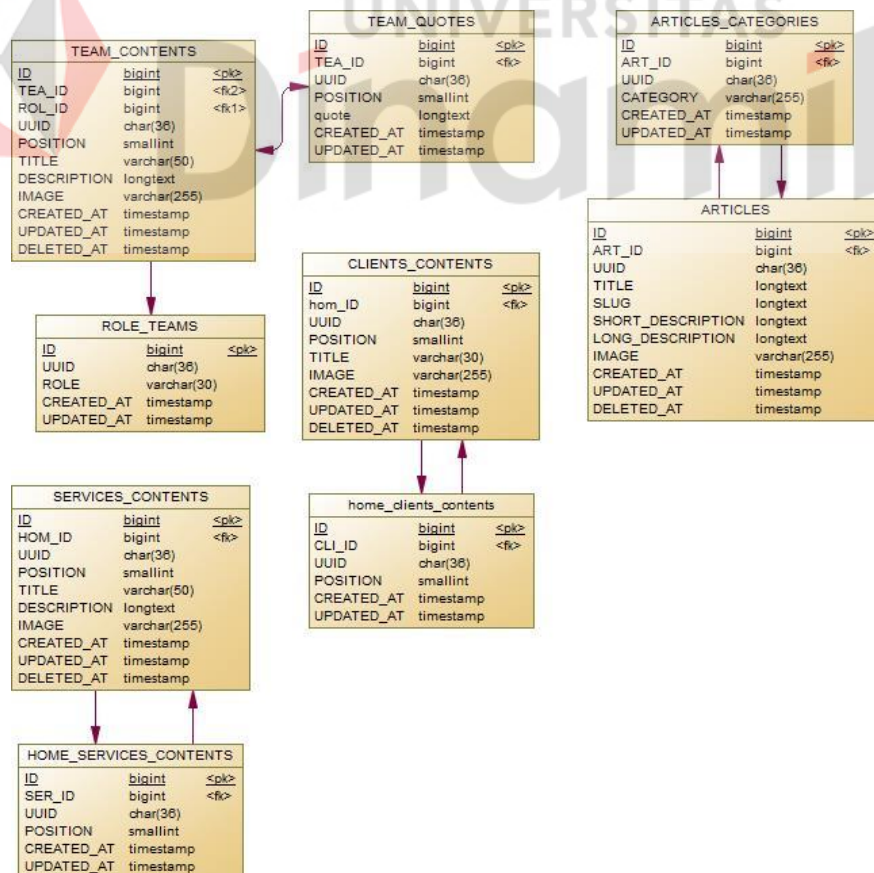 UNIVERSITAS
Dinami
TEAM_CONTENTS
ID bigint <pk>
TEA_ID bigint <fk2>
ROL_ID bigint <fk1>
UUID char(36)
POSITION smallint
TITLE varchar(50)
DESCRIPTION longtext
IMAGE varchar(255)
CREATED_AT timestamp
UPDATED_AT timestamp
DELETED_AT timestamp
TEAM_QUOTES
ID bigint <pk>
TEA_ID bigint <fk>
UUID char(36)
POSITION smallint
quote longtext
CREATED_AT timestamp
UPDATED_AT timestamp
ARTICLES_CATEGORIES
ID bigint <pk>
ART_ID bigint <fk>
UUID char(36)
CATEGORY varchar(255)
CREATED_AT timestamp
UPDATED_AT timestamp
ARTICLES
ID bigint <pk>
ART_ID bigint <fk>
UUID char(36)
TITLE longtext
SLUG longtext
SHORT_DESCRIPTION longtext
LONG_DESCRIPTION longtext
IMAGE varchar(255)
CREATED_AT timestamp
UPDATED_AT timestamp
DELETED_AT timestamp
ROLE_TEAMS
ID bigint <pk>
UUID char(36)
ROLE varchar(30)
CREATED_AT timestamp
UPDATED_AT timestamp
CLIENTS_CONTENTS
ID bigint <pk>
hom_ID bigint <fk>
UUID char(36)
POSITION smallint
TITLE varchar(30)
IMAGE varchar(255)
CREATED_AT timestamp
UPDATED_AT timestamp
DELETED_AT timestamp
home_clients_contents
ID bigint <pk>
CLI_ID bigint <fk>
UUID char(36)
POSITION smallint
CREATED_AT timestamp
UPDATED_AT timestamp
SERVICES_CONTENTS
ID bigint <pk>
HOM_ID bigint <fk>
UUID char(36)
POSITION smallint
TITLE varchar(50)
DESCRIPTION longtext
IMAGE varchar(255)
CREATED_AT timestamp
UPDATED_AT timestamp
DELETED_AT timestamp
HOME_SERVICES_CONTENTS
ID bigint <pk>
SER_ID bigint <fk>
UUID char(36)
POSITION smallint
CREATED_AT timestamp
UPDATED_AT timestamp